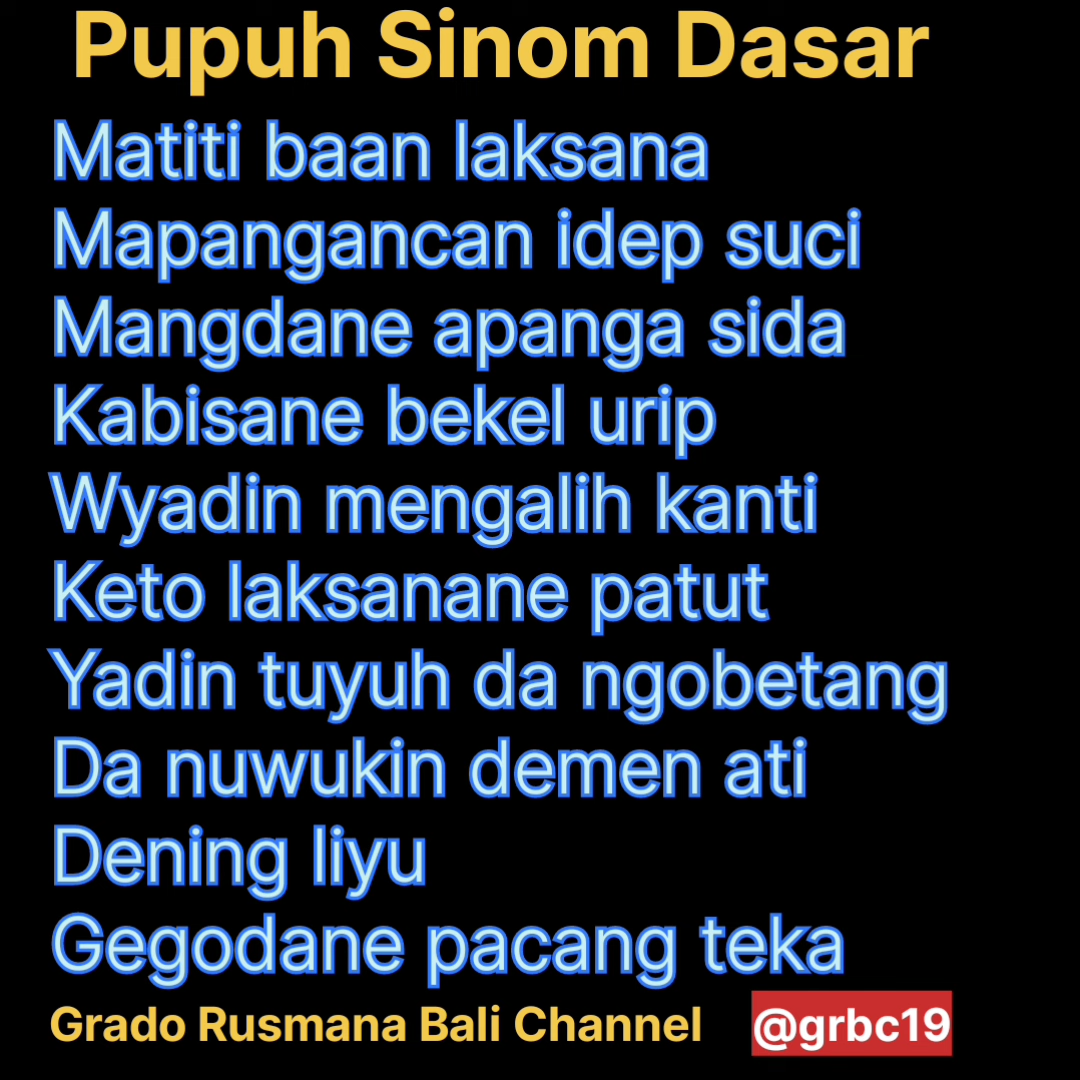 Pupuh Sinom Dasar
Matiti baan laksana
Mapangancan idep suci
Mangdane apanga sida
Kabisane bekel urip
Wyadin mengalih kanti
Keto laksanane patut
Yadin tuyuh da ngobetang
Da nuwukin demen ati
Dening liyu
Gegodane pacang teka
Grado Rusmana Bali Channel @grbc19